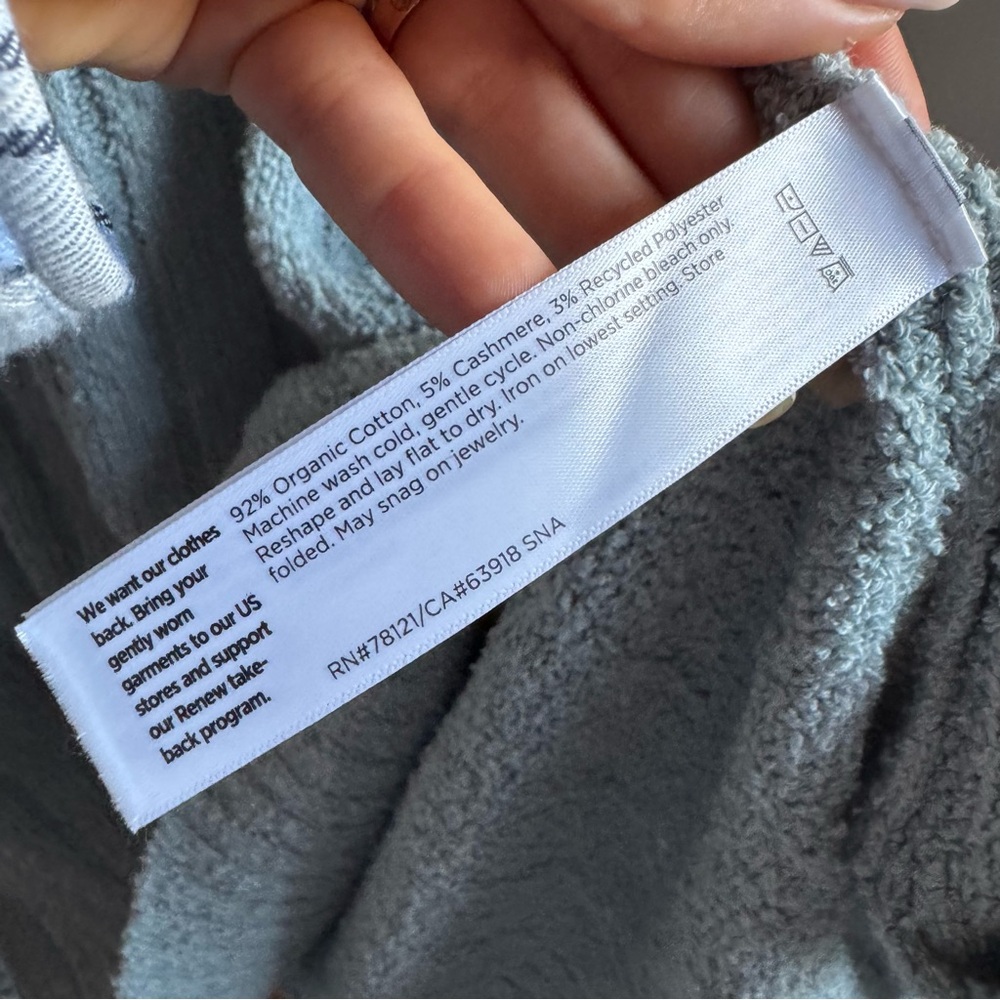 We want our clothes
back. Bring your
gently worn
garments to our US
stores and support
our Renew take-
back program.
92% Organic Cotton, 5% Cashmere, 3% Recycled Polyester
Machine wash cold, gentle cycle. Non-chlorine bleach only.
Reshape and lay flat to dry. Iron on lowest setting. Store
folded. May snag on jewelry.
RN#78121/CA#63918 SNA